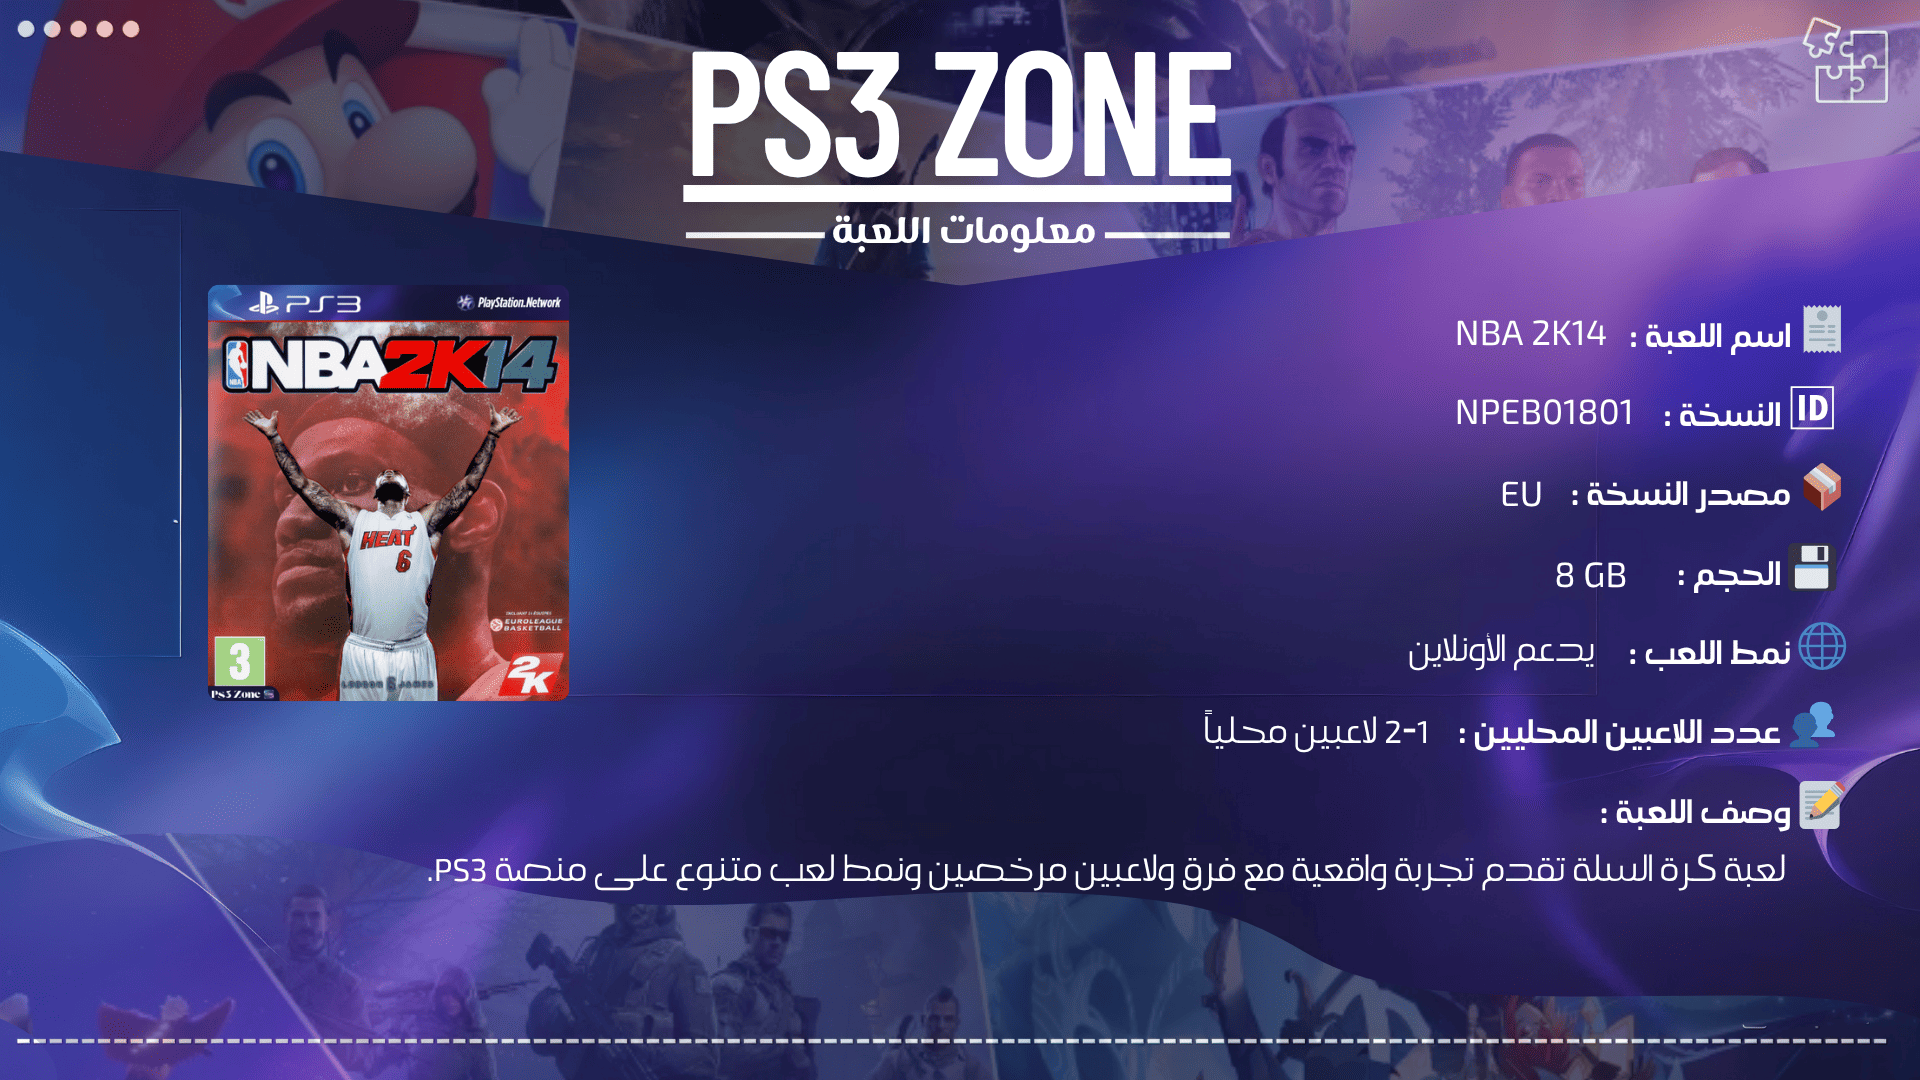 PS3 ZONE
معلومات اللعبة
PS3 PlayStation.Network
NBA 2K14
HEAT
6
EUROLEAGUE
BASKETBALL
3
2K
Ps3 Zone
اسم اللعبة : NBA 2K14
ID النسخة : NPEB01801
مصدر النسخة : EU
الحجم : 8 GB
نمط اللعب : يدعم الأونلاين
عدد اللاعبين المحليين : 1-2 لاعبين محلياً
وصف اللعبة :
لعبة كرة السلة تقدم تجربة واقعية مع فرق ولاعبين مرخصين ونمط لعب متنوع على منصة PS3.